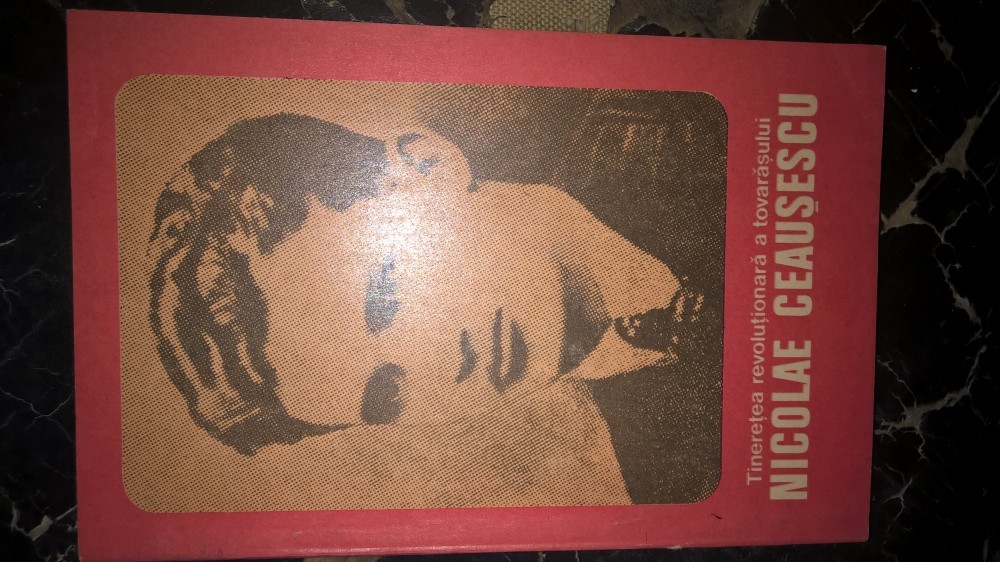 Tinerețea revoluționară a tovarășului
NICOLAE CEAUȘESCU